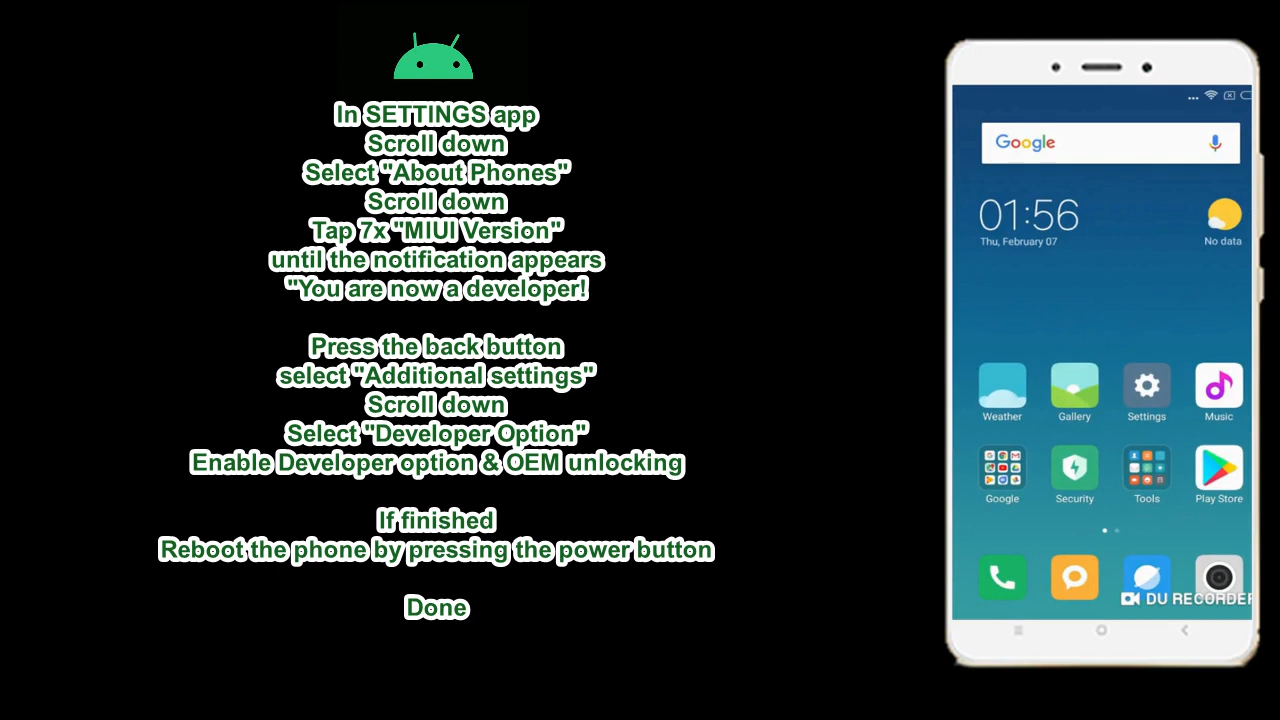 In SETTINGS app
Scroll down
Select "About Phones"
Scroll down
Tap 7x "MIUI Version"
until the notification appears
"You are now a developer!
Press the back button
select "Additional settings"
Scroll down
Select "Developer Option"
Enable Developer option & OEM unlocking
If finished
Reboot the phone by pressing the power button
Done
Google
01:56
Thu, February 07
No data
Weather Gallery Settings Music
Google Security Tools Play Store
DU RECORDER